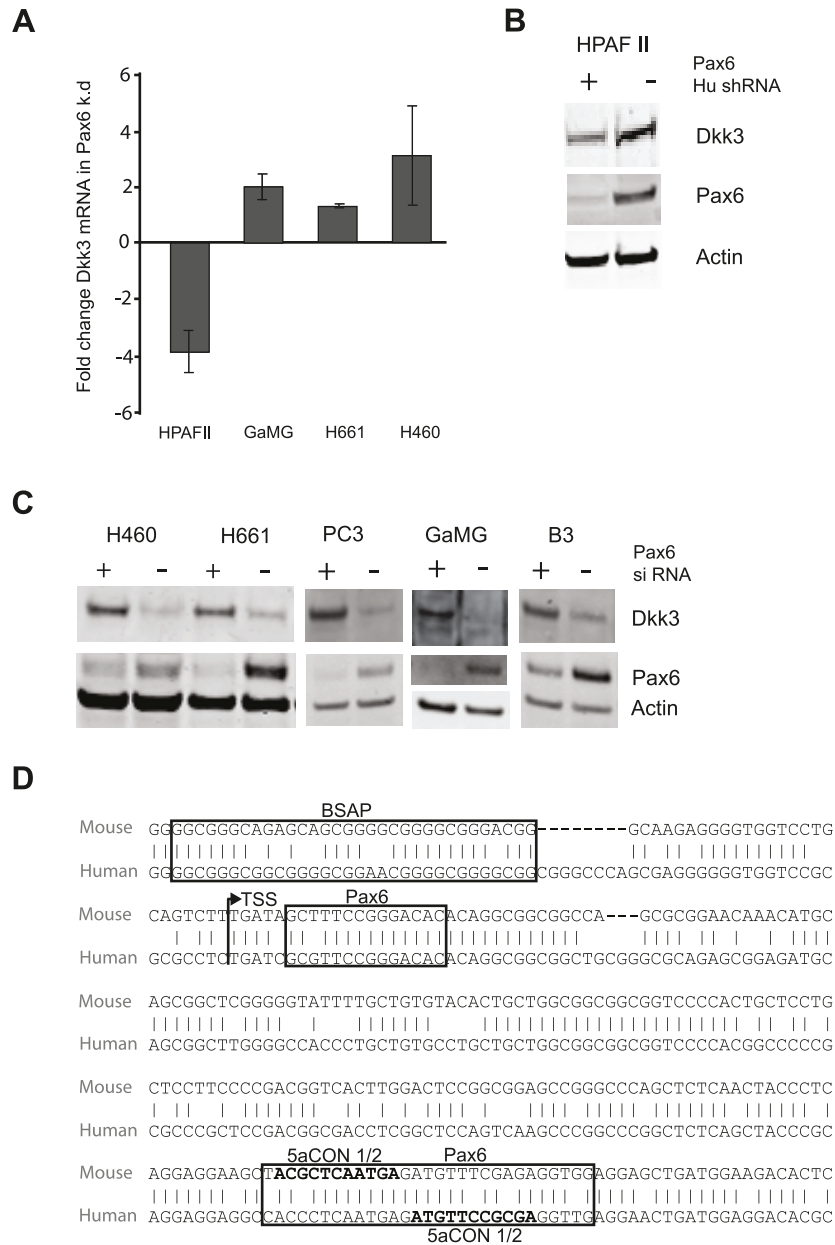 A
Fold change Dkk3 mRNA in Pax6 k.d
6
4
2
0
-2
-4
-6
HPAFII GaMG H661 H460
B
HPAF II
Pax6
Hu shRNA
+ -
Dkk3
Pax6
Actin
C
H460 H661 PC3 GaMG B3
Pax6
si RNA
+ - + - + - + - + -
Dkk3
Pax6
Actin
D
BSAP
Mouse GGGGCGGGCAGAGCAGCGGGGCGGGGCGGGACGG----------GCAAGAGGGGTGGTCCTG
Human GGGGCGGGCGGCGGGGCGGAACGGGGCGGGGCGGCGGGCCCAGCGAGGGGGGTGGTCCGC
TSS Pax6
Mouse CAGTCTTTGATAGCTTTCCGGGACACACAGGCGGCGGCCA---GCGCGGAACAAACATGC
Human GCGCCTCTGATCGCGTTCCGGGACACACAGGCGGCGGCTGCGGGCGCAGAGCGGAGATGC
Mouse AGCGGCTCGGGGGTATTTTGCTGTGTACACTGCTGGCGGCGGCGGTCCCCACTGCTCCTG
Human AGCGGCTTGGGGCCACCCTGCTGTGCCTGCTGCTGGCGGCGGCGGTCCCCACGGCCCCCG
Mouse CTCCTTCCCCGACGGTCACTTGGACTCCGGCGGAGCCGGGCCCAGCTCTCAACTACCCTC
Human CGCCCGCTCCGACGGCGACCTCGGCTCCAGTCAAGCCCGGCCCGGCTCTCAGCTACCCGC
5aCON 1/2 Pax6
Mouse AGGAGGAAGCTACGCTCAATGAGATGTTTCGAGAGGTGGAGGAGCTGATGGAAGACACTC
Human AGGAGGAGGCCACCCTCAATGAGATGTTCCGCGAGGTTGAGGAACTGATGGAGGACACGC
5aCON 1/2